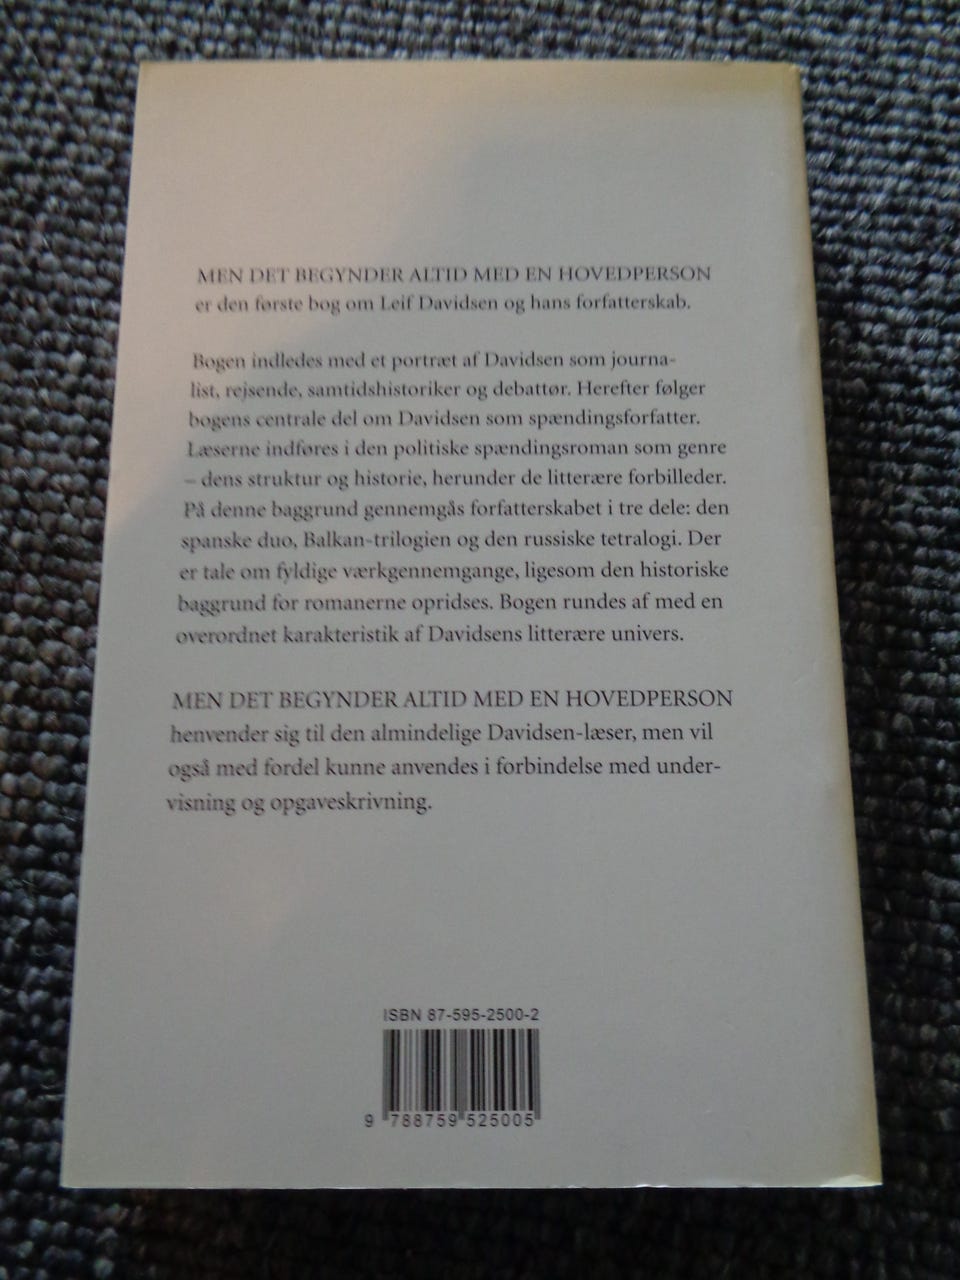 MEN DET BEGYNDER ALTID MED EN HOVEDPERSON
er den første bog om Leif Davidsen og hans forfatterskab.
Bogen indledes med et portræt af Davidsen som journa-
list, rejsende, samtidshistoriker og debattør. Herefter følger
bogens centrale del om Davidsen som spændingsforfatter.
Læserne indføres i den politiske spændingsroman som genre
– dens struktur og historie, herunder de litterære forbilleder.
På denne baggrund gennemgås forfatterskabet i tre dele: den
spanske duo, Balkan-trilogien og den russiske tetralogi. Der
er tale om fyldige værkgennemgange, ligesom den historiske
baggrund for romanerne opridses. Bogen rundes af med en
overordnet karakteristik af Davidsens litterære univers.
MEN DET BEGYNDER ALTID MED EN HOVEDPERSON
henvender sig til den almindelige Davidsen-læser, men vil
også med fordel kunne anvendes i forbindelse med under-
visning og opgaveskrivning.
ISBN 87-595-2500-2
9 788759 525005